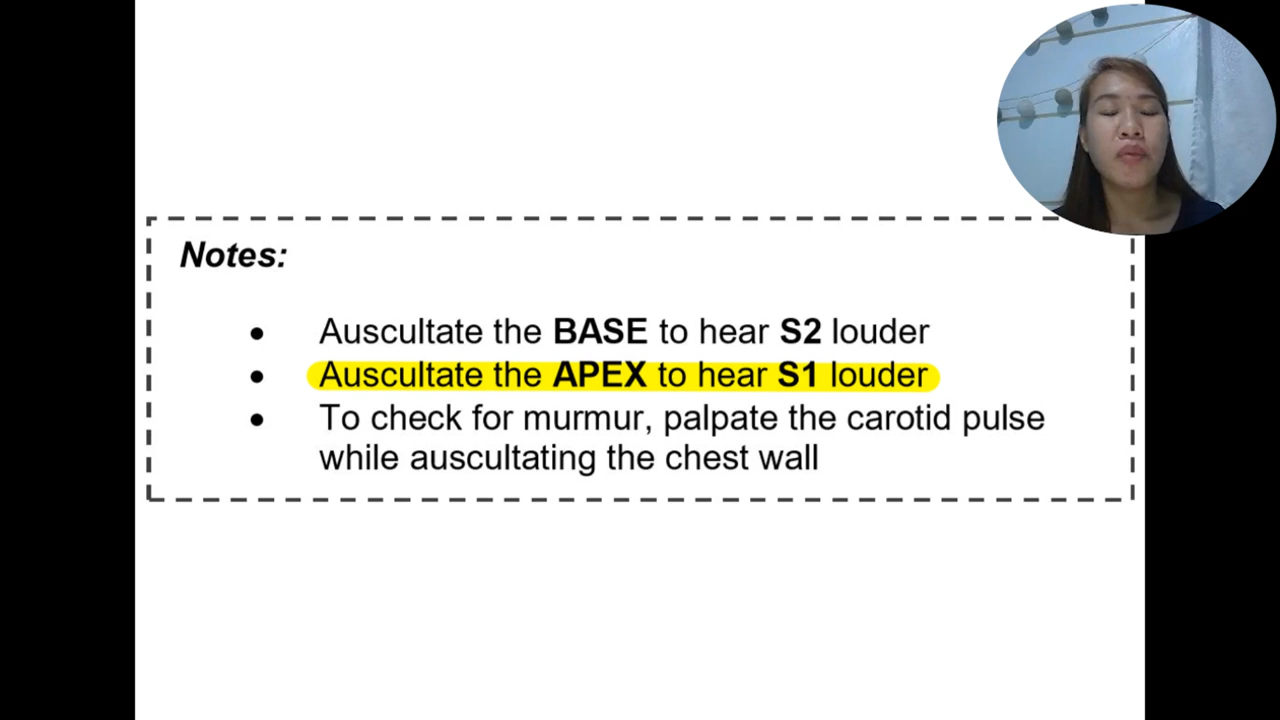 Notes:
Auscultate the BASE to hear S2 louder
Auscultate the APEX to hear S1 louder
To check for murmur, palpate the carotid pulse
while auscultating the chest wall